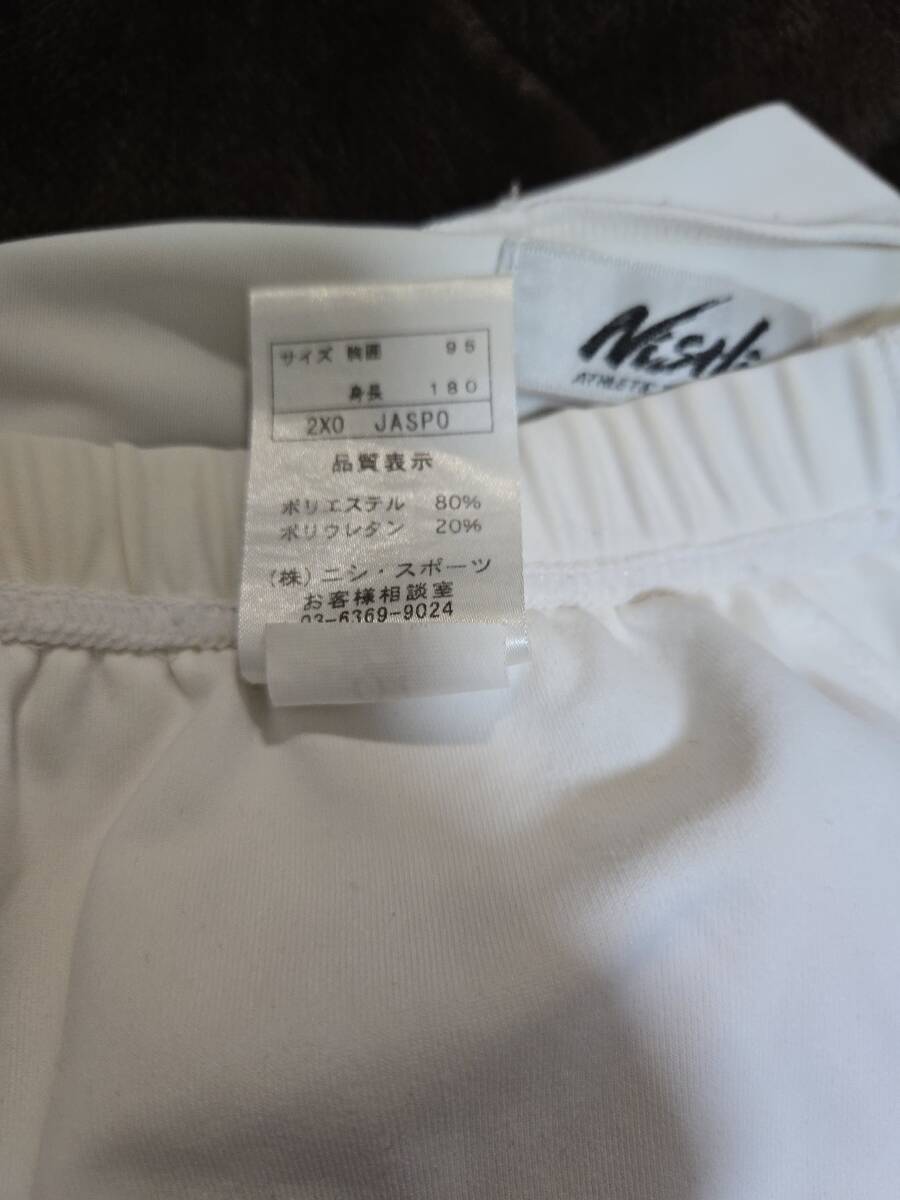 サイズ 胸囲 95
身長 180
2XO JASPO
品質表示
ポリエステル 80%
ポリウレタン 20%
(株)ニシ・スポーツ
お客様相談室
03-6369-9024
NiSHi